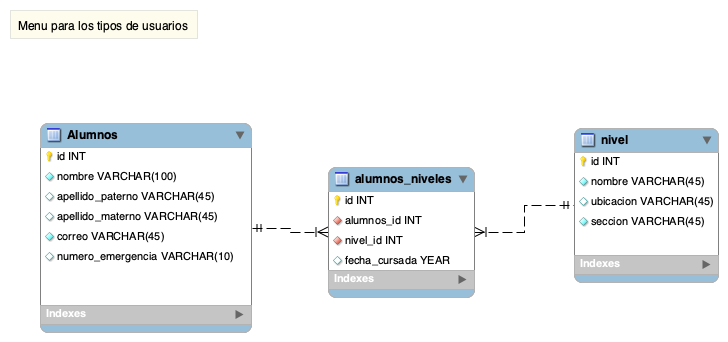 Menu para los tipos de usuarios
Alumnos
id INT
nombre VARCHAR(100)
apellido_paterno VARCHAR(45)
apellido_materno VARCHAR(45)
correo VARCHAR(45)
numero_emergencia VARCHAR(10)
Indexes
alumnos_niveles
id INT
alumnos_id INT
nivel_id INT
fecha_cursada YEAR
Indexes
nivel
id INT
nombre VARCHAR(45)
ubicacion VARCHAR(45)
seccion VARCHAR(45)
Indexes